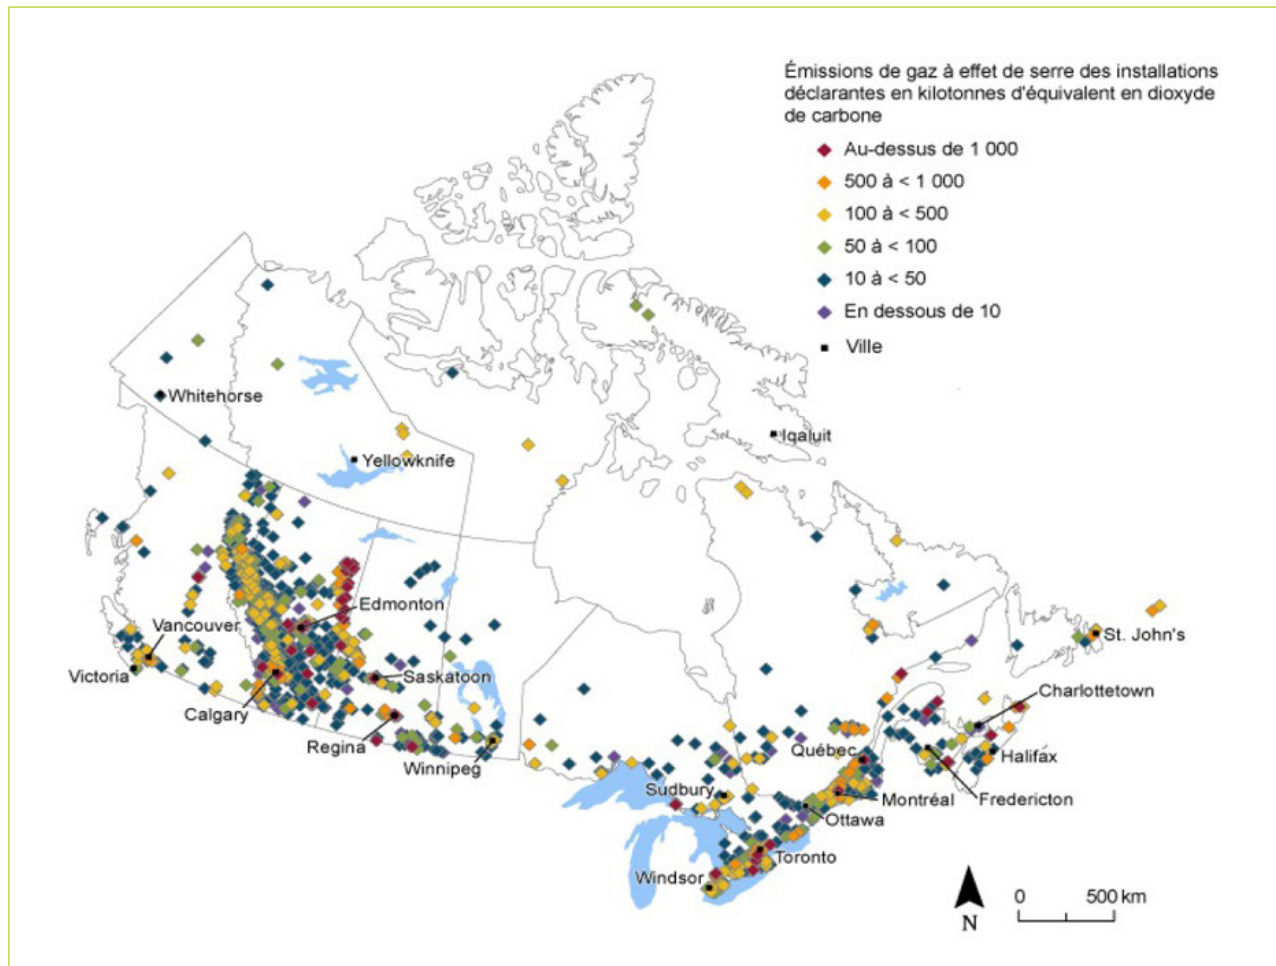 Émissions de gaz à effet de serre des installations
déclarantes en kilotonnes d'équivalent en dioxyde
de carbone
Au-dessus de 1 000
500 à < 1 000
100 à < 500
50 à < 100
10 à < 50
En dessous de 10
Ville
Whitehorse
Yellowknife
Iqaluit
Edmonton
Vancouver
Victoria
Saskatoon
Calgary
Regina
Winnipeg
St. John's
Charlottetown
Québec
Halifax
Sudbury
Montréal
Fredericton
Ottawa
Toronto
Windsor
N
0 500 km